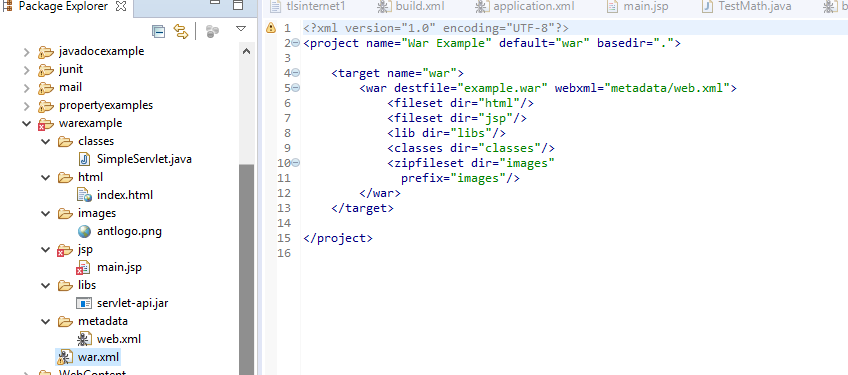 Package Explorer
tlsinternet1
build.xml
application.xml
main.jsp
TestMath.java
b
javadocexample
junit
mail
propertyexamples
warexample
classes
SimpleServlet.java
html
index.html
images
antlogo.png
jsp
main.jsp
libs
servlet-api.jar
metadata
web.xml
war.xml
WebContent
1 <?xml version="1.0" encoding="UTF-8"?>
2 <project name="War Example" default="war" basedir=".">
3
4 <target name="war">
5 <war destfile="example.war" webxml="metadata/web.xml">
6 <fileset dir="html"/>
7 <fileset dir="jsp"/>
8 <lib dir="libs"/>
9 <classes dir="classes"/>
10 <zipfileset dir="images"
11 prefix="images"/>
12 </war>
13 </target>
14
15 </project>
16